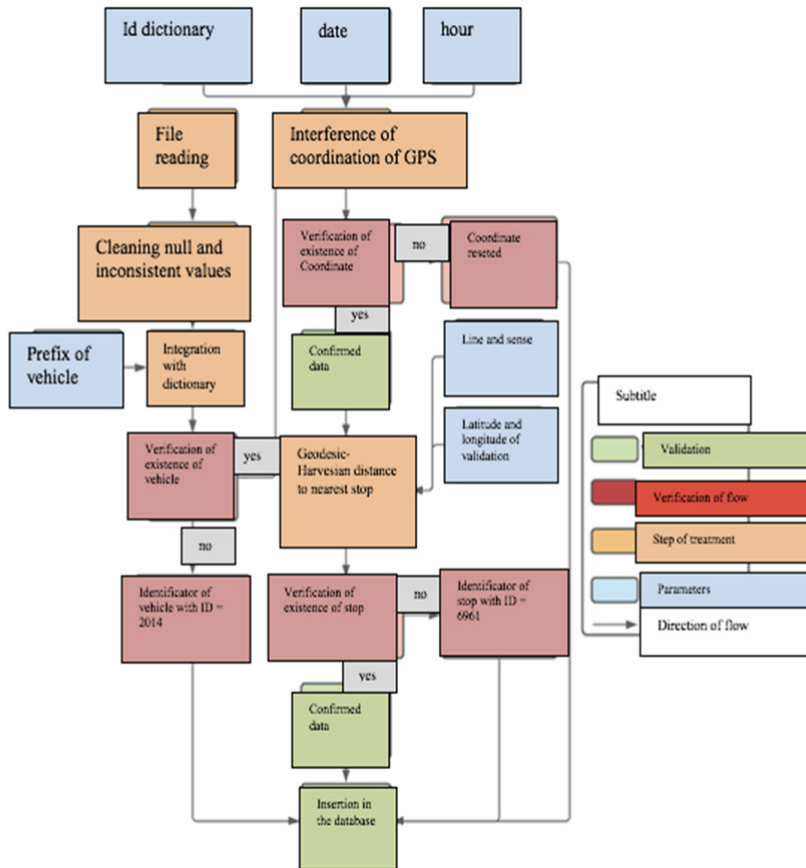 Id dictionary
date
hour
File
reading
Interference of
coordination of GPS
Cleaning null and
inconsistent values
Verification of
existence of
Coordinate
no
Coordinate
reseted
yes
Prefix of
vehicle
Integration
with
dictionary
Confirmed
data
Line and sense
Latitude and
longitude of
validation
Verification of
existence of
vehicle
yes
Geodesic-
Harvesian distance
to nearest stop
no
Identificator of
vehicle with ID =
2014
Verification of
existence of stop
no
Identificator of
stop with ID =
6961
yes
Confirmed
data
Insertion in
the database
Subtitle
Validation
Verification of flow
Step of treatment
Parameters
Direction of flow